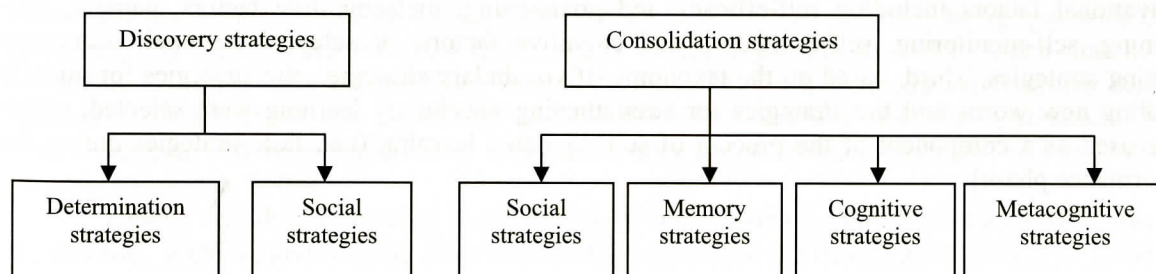 Discovery strategies
Consolidation strategies
Determination strategies
Social strategies
Social strategies
Memory strategies
Cognitive strategies
Metacognitive strategies